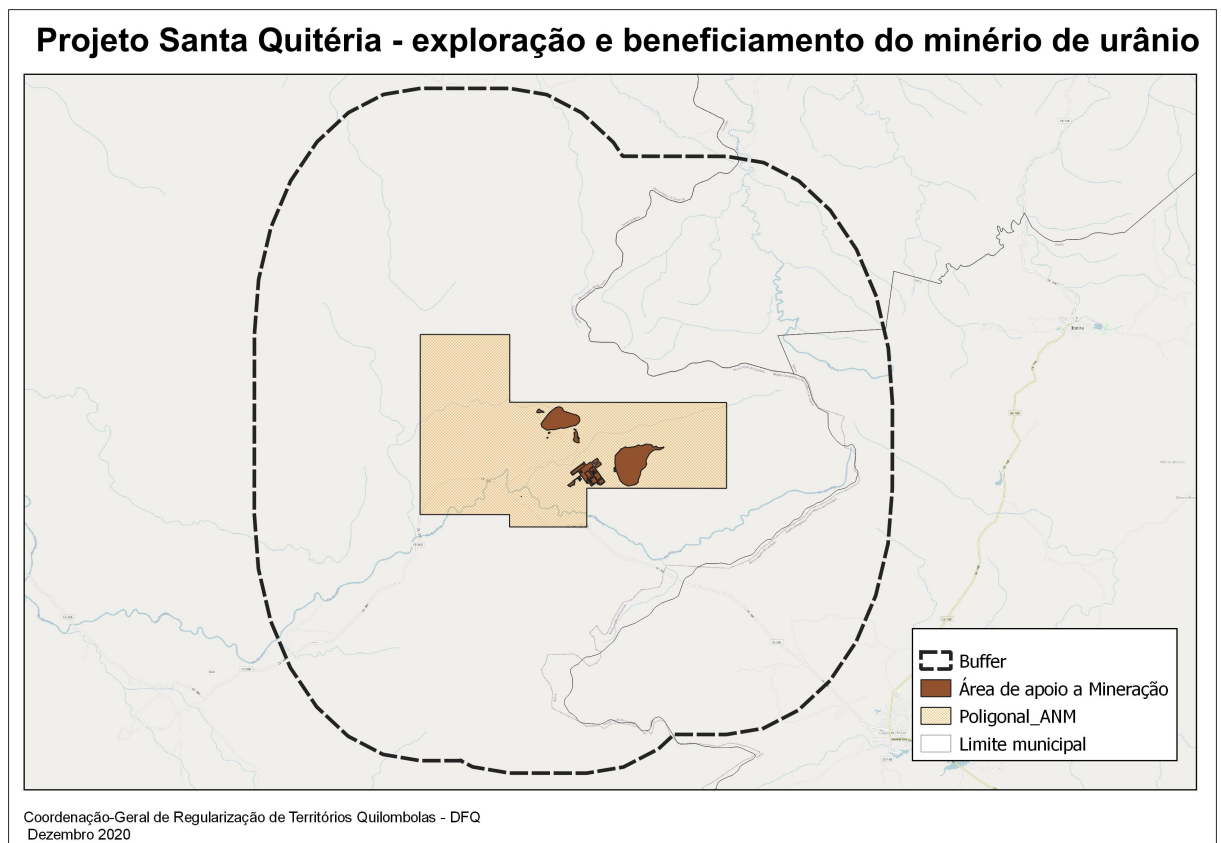 Projeto Santa Quitéria - exploração e beneficiamento do minério de urânio
Itatira
Buffer
Área de apoio a Mineração
Poligonal_ANM
Limite municipal
Coordenação-Geral de Regularização de Territórios Quilombolas - DFQ
Dezembro 2020